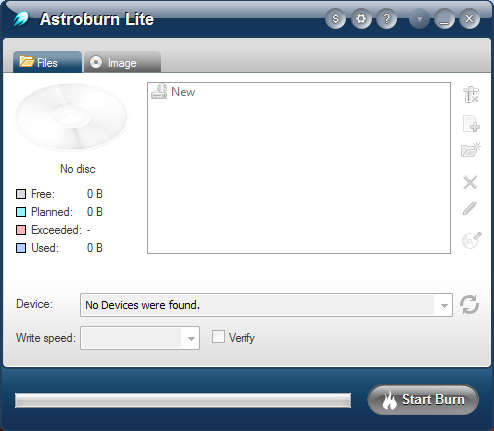 Astroburn Lite
$ ?
Files Image
New
No disc
Free: 0 B
Planned: 0 B
Exceeded: -
Used: 0 B
Device: No Devices were found.
Write speed: Verify
Start Burn